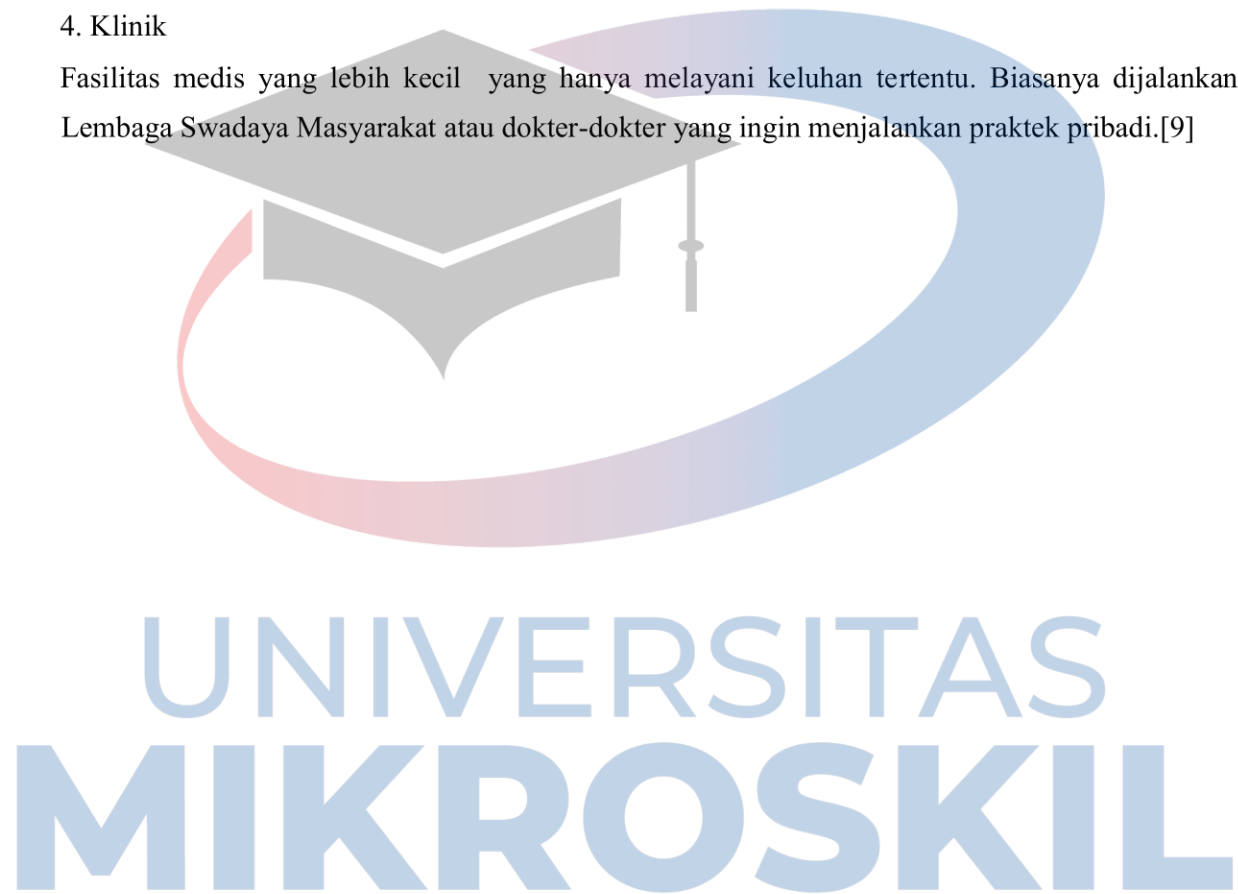 4. Klinik
Fasilitas medis yang lebih kecil  yang hanya melayani keluhan tertentu. Biasanya dijalankan
Lembaga Swadaya Masyarakat atau dokter-dokter yang ingin menjalankan praktek pribadi.[9]
UNIVERSITAS
MIKROSKIL